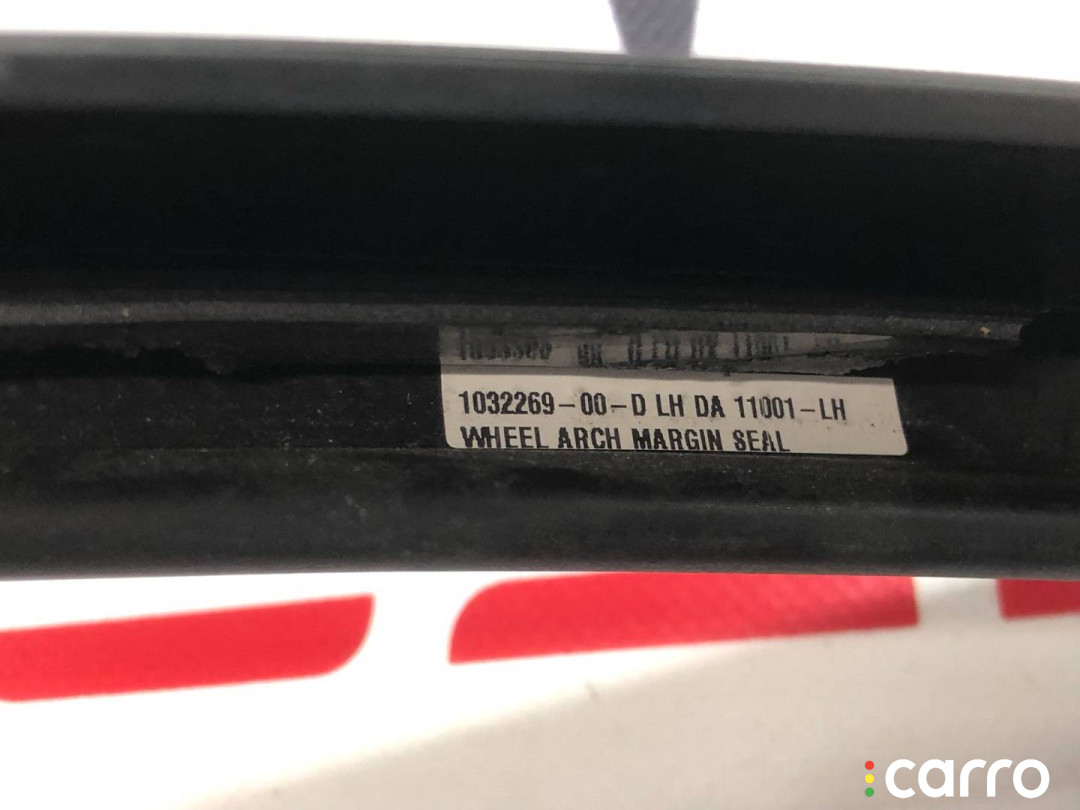 1032269-00-D LH DA 11001-LH
WHEEL ARCH MARGIN SEAL
carro